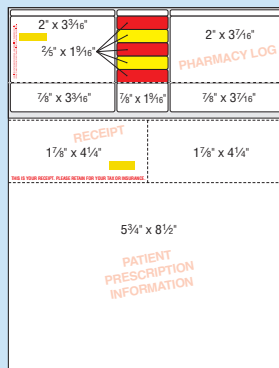 2" x 3³⁄₁₆"
2" x 3⁷⁄₁₆"
²⁄₅" x 1⁹⁄₁₆"
PHARMACY LOG
⁷⁄₈" x 3³⁄₁₆"
⁷⁄₈" x 1⁹⁄₁₆"
⁷⁄₈" x 3⁷⁄₁₆"
RECEIPT
1⁷⁄₈" x 4¹⁄₄"
1⁷⁄₈" x 4¹⁄₄"
THIS IS YOUR RECEIPT. PLEASE RETAIN FOR YOUR TAX OR INSURANCE.
5³⁄₄" x 8¹⁄₂"
PATIENT
PRESCRIPTION
INFORMATION